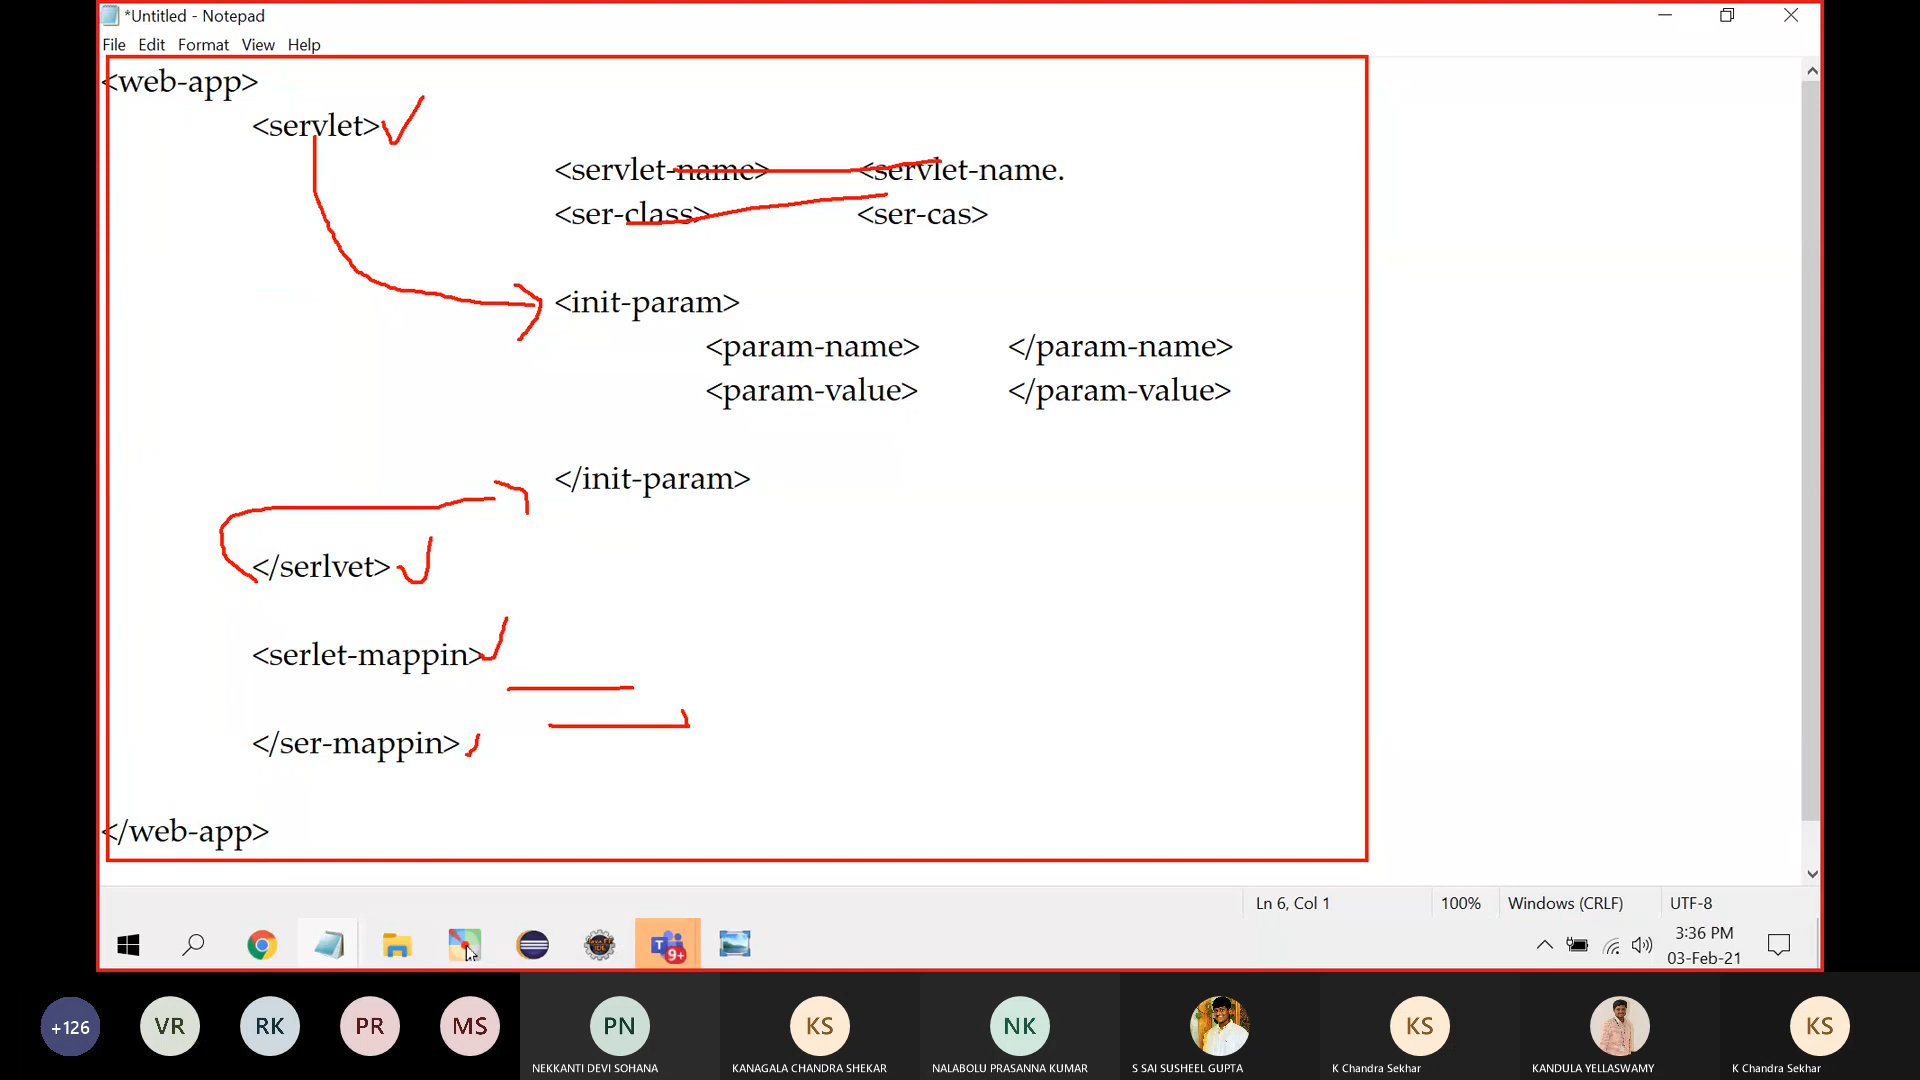 *Untitled - Notepad
File Edit Format View Help
<web-app>
<servlet>
<servlet-name> <servlet-name.
<ser-class> <ser-cas>
<init-param>
<param-name> </param-name>
<param-value> </param-value>
</init-param>
</serlvet>
<serlet-mappin>
</ser-mappin>
</web-app>
Ln 6, Col 1 100% Windows (CRLF) UTF-8
9+
3:36 PM
03-Feb-21
+126 VR RK PR MS PN KS NK KS KS
NEKKANTI DEVI SOHANA KANAGALA CHANDRA SHEKAR NALABOLU PRASANNA KUMAR S SAI SUSHEEL GUPTA K Chandra Sekhar KANDULA YELLASWAMY K Chandra Sekhar